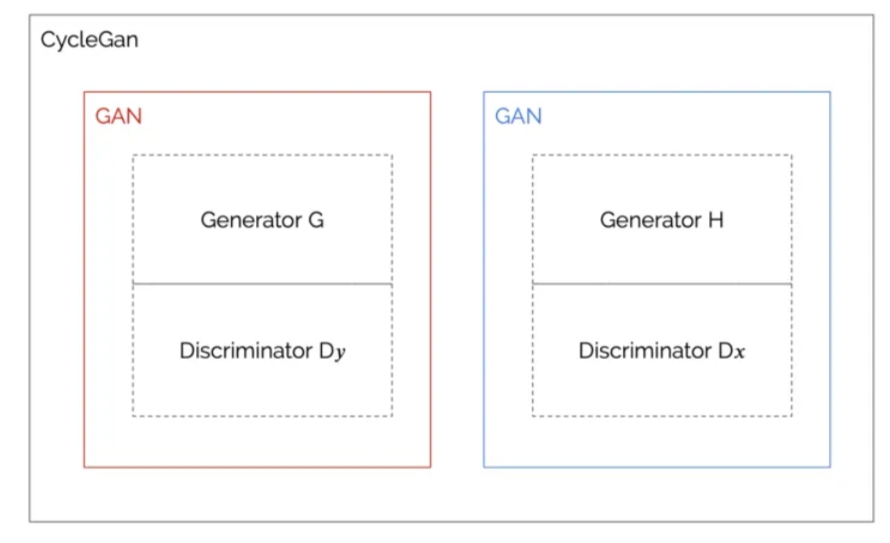 CycleGan
GAN
Generator G
Discriminator Dy
GAN
Generator H
Discriminator Dx